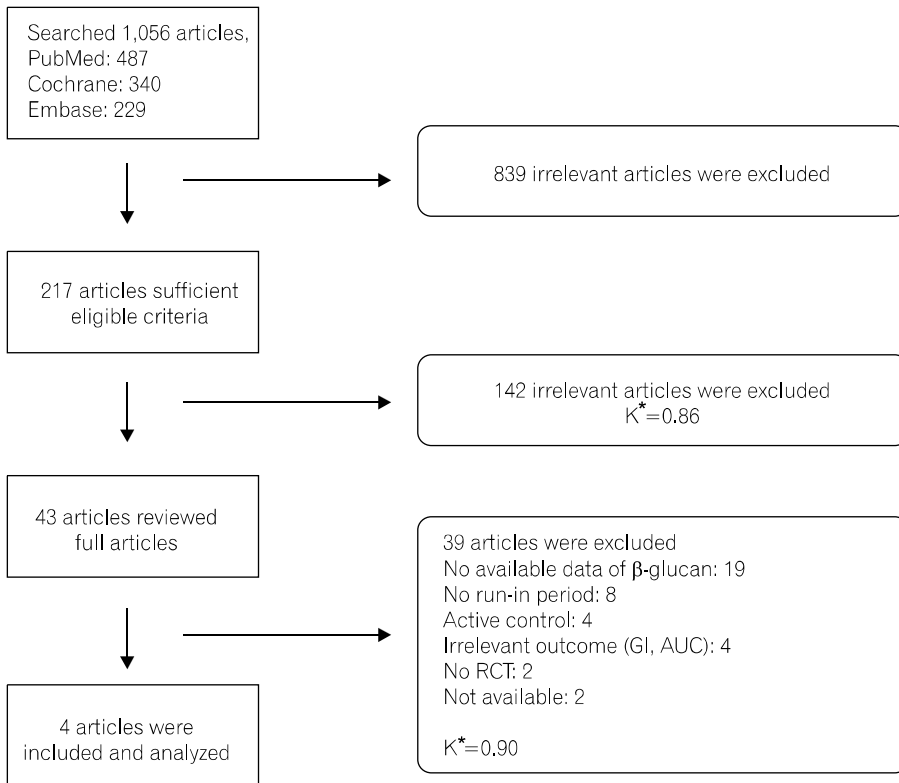 Searched 1,056 articles,
PubMed: 487
Cochrane: 340
Embase: 229
839 irrelevant articles were excluded
217 articles sufficient
eligible criteria
142 irrelevant articles were excluded
K*=0.86
43 articles reviewed
full articles
39 articles were excluded
No available data of β-glucan: 19
No run-in period: 8
Active control: 4
Irrelevant outcome (GI, AUC): 4
No RCT: 2
Not available: 2
K*=0.90
4 articles were
included and analyzed